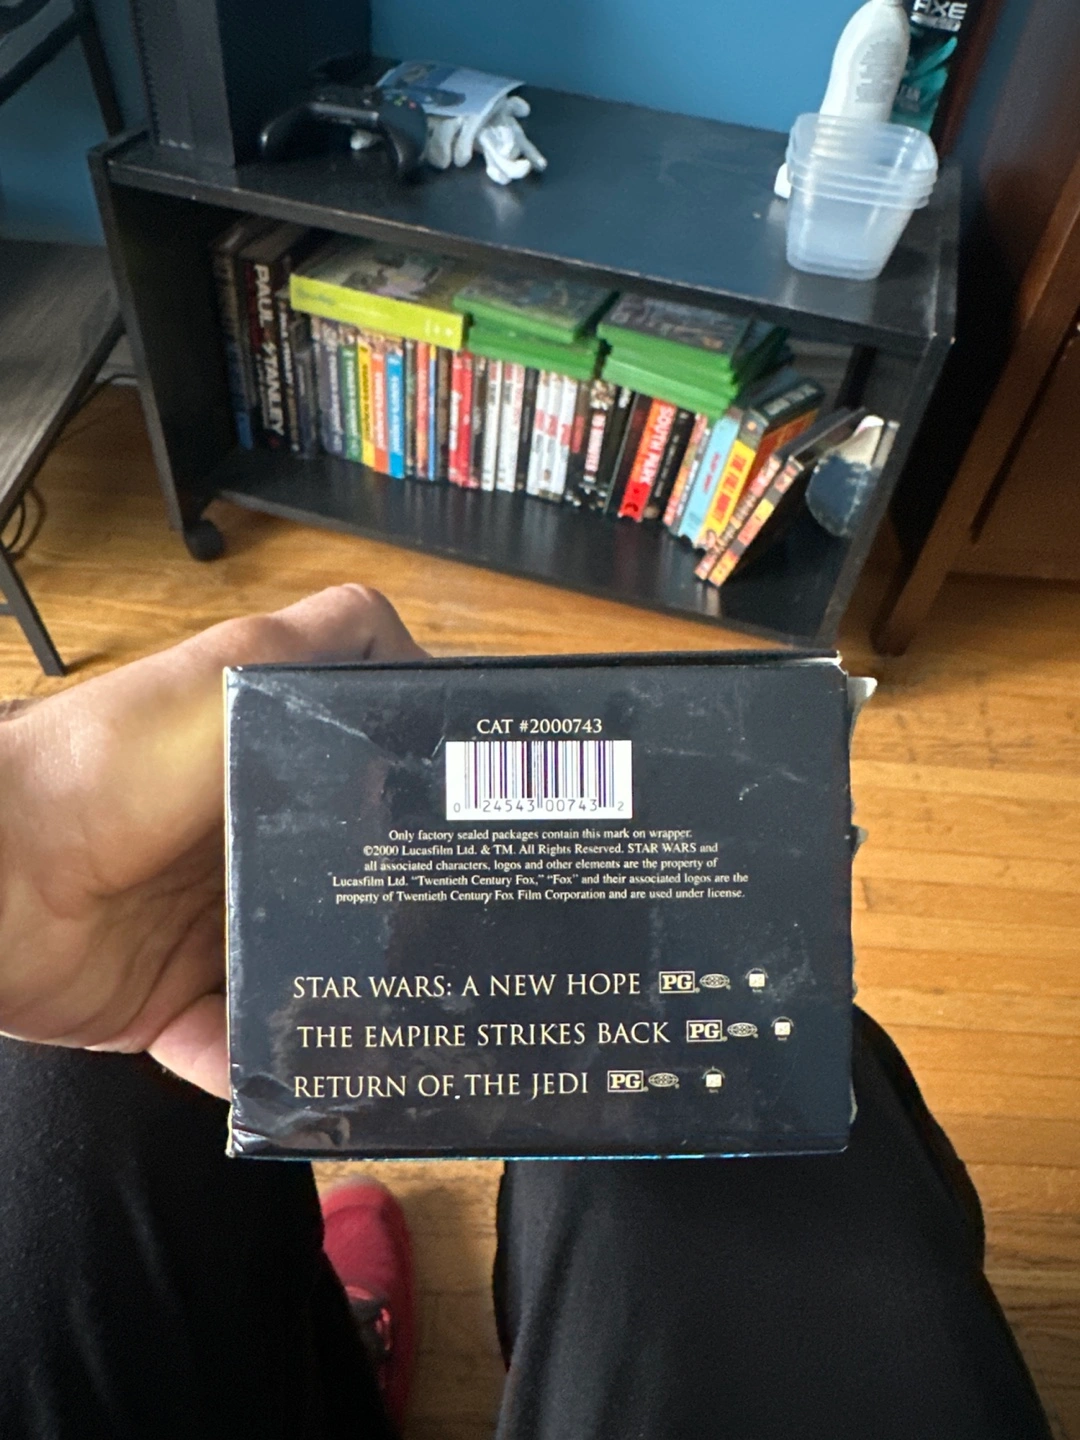 AXE
PAUL STANLEY
SOUTH PARK
CAT #2000743
0 24543 00743 2
Only factory sealed packages contain this mark on wrapper.
©2000 Lucasfilm Ltd. & TM. All Rights Reserved. STAR WARS and
all associated characters, logos and other elements are the property of
Lucasfilm Ltd. "Twentieth Century Fox," "Fox" and their associated logos are the
property of Twentieth Century Fox Film Corporation and are used under license.
STAR WARS: A NEW HOPE PG
THE EMPIRE STRIKES BACK PG
RETURN OF THE JEDI PG